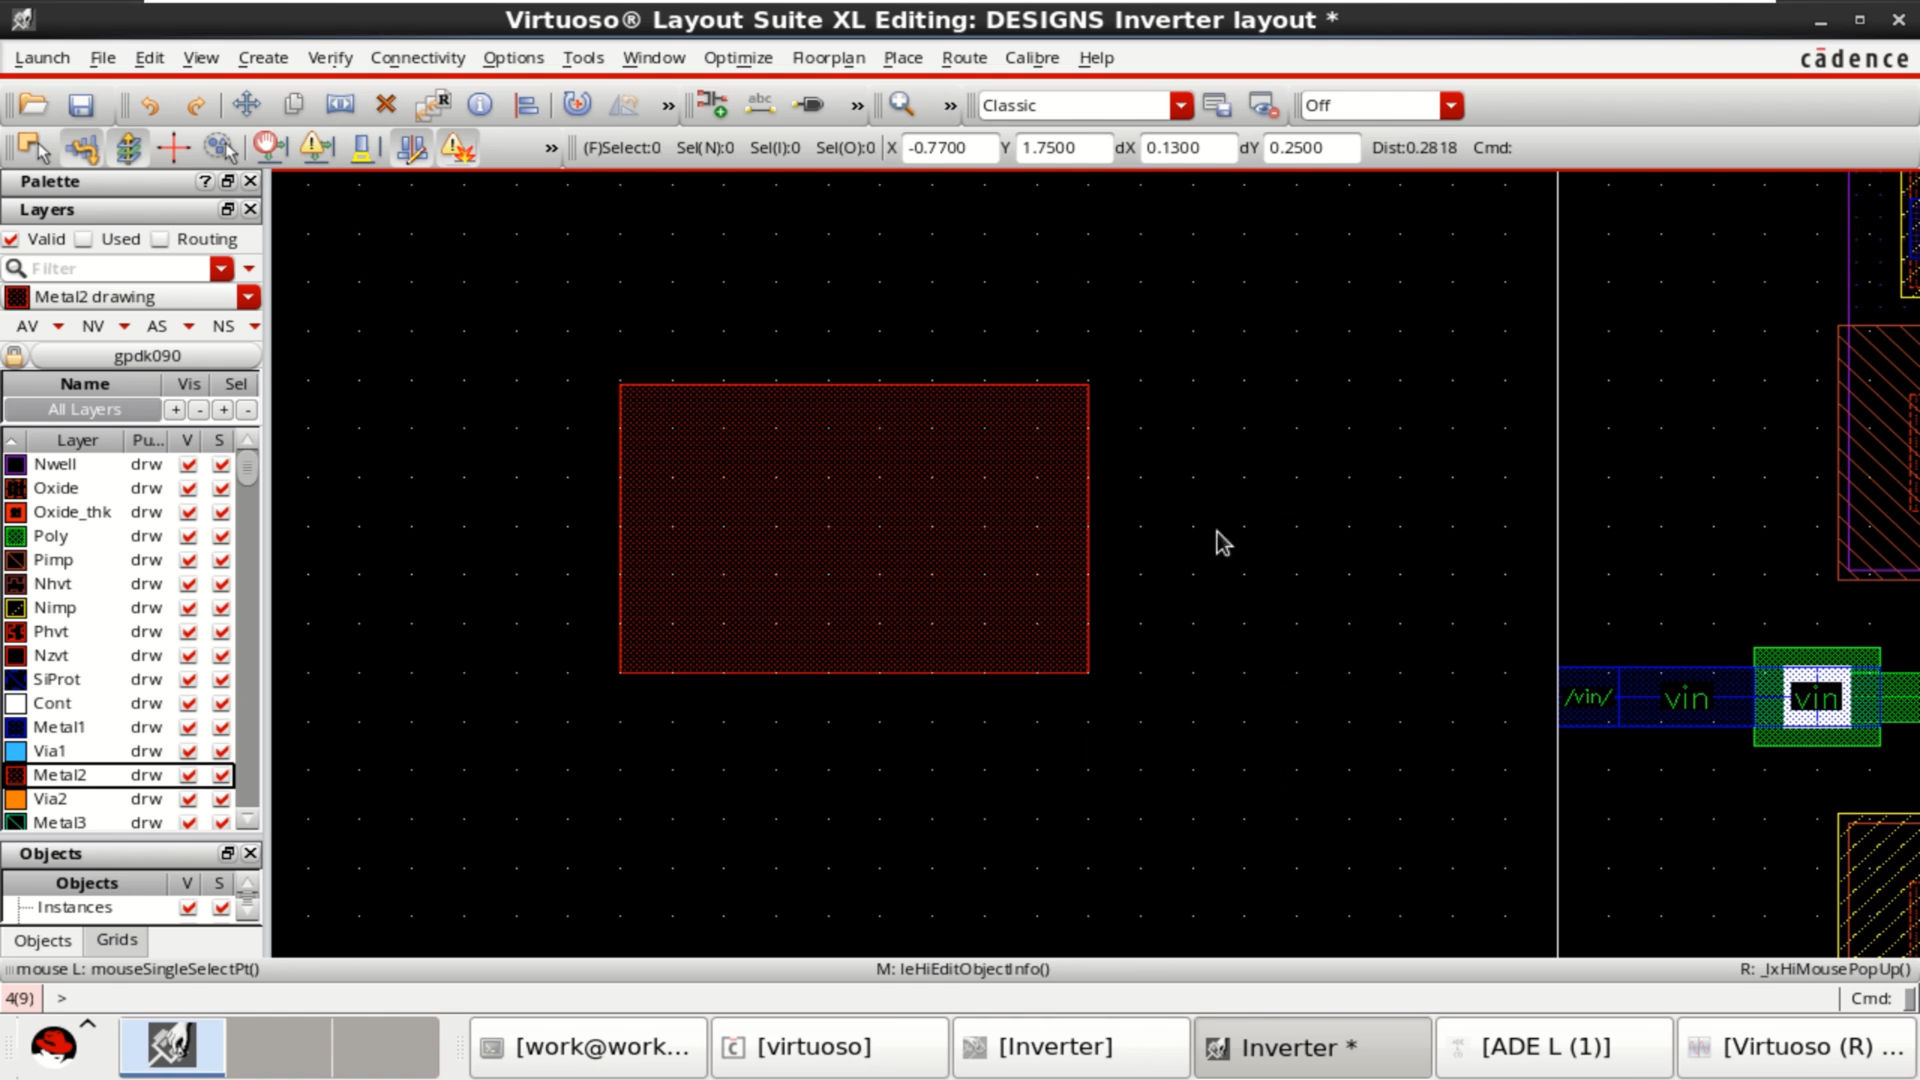 Virtuoso® Layout Suite XL Editing: DESIGNS Inverter layout *
Launch File Edit View Create Verify Connectivity Options Tools Window Optimize Floorplan Place Route Calibre Help
cādence
R abc Classic Off
(F)Select:0 Sel(N):0 Sel(I):0 Sel(O):0 X -0.7700 Y 1.7500 dX 0.1300 dY 0.2500 Dist:0.2818 Cmd:
Palette ?
Layers
Valid Used Routing
Filter
Metal2 drawing
AV NV AS NS
gpdk090
Name Vis Sel
All Layers + - + -
Layer Pu... V S
Nwell drw
Oxide drw
Oxide_thk drw
Poly drw
Pimp drw
Nhvt drw
Nimp drw
Phvt drw
Nzvt drw
SiProt drw
Cont drw
Metal1 drw
Via1 drw
Metal2 drw
Via2 drw
Metal3 drw
/vin/ vin vin
Objects
Objects V S
Instances
Objects Grids
mouse L: mouseSingleSelectPt() M: leHiEditObjectInfo() R: _lxHiMousePopUp()
4(9) > Cmd:
[work@work... [virtuoso] [Inverter] Inverter * [ADE L (1)] [Virtuoso (R) ...